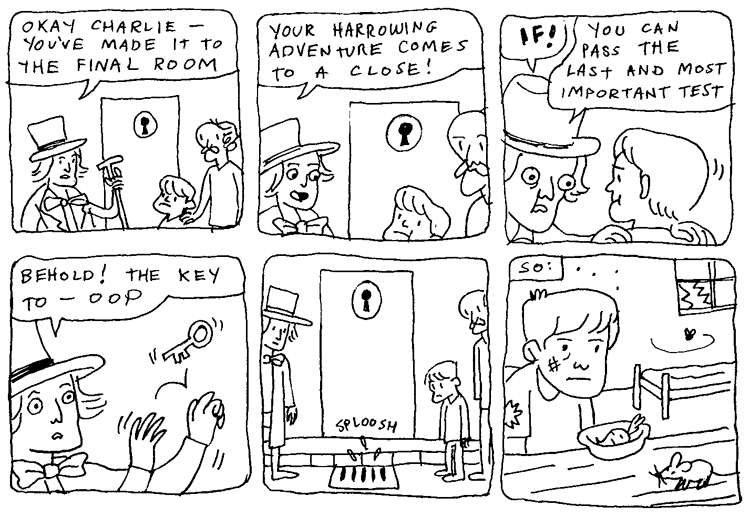 OKAY CHARLIE —
YOU'VE MADE IT TO
THE FINAL ROOM
YOUR HARROWING
ADVENTURE COMES
TO A CLOSE!
IF!
YOU CAN
PASS THE
LAST AND MOST
IMPORTANT TEST
BEHOLD! THE KEY
TO — OOP
SPLOOSH
SO:....